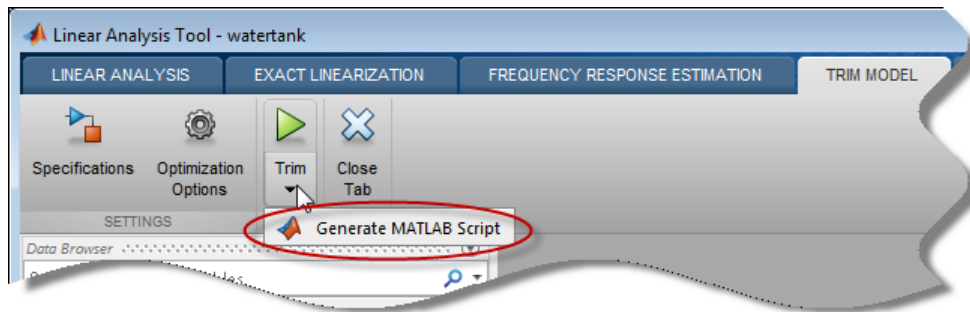 Linear Analysis Tool - watertank
LINEAR ANALYSIS EXACT LINEARIZATION FREQUENCY RESPONSE ESTIMATION TRIM MODEL
Specifications Optimization Options Trim Close Tab
SETTINGS
Generate MATLAB Script
Data Browser